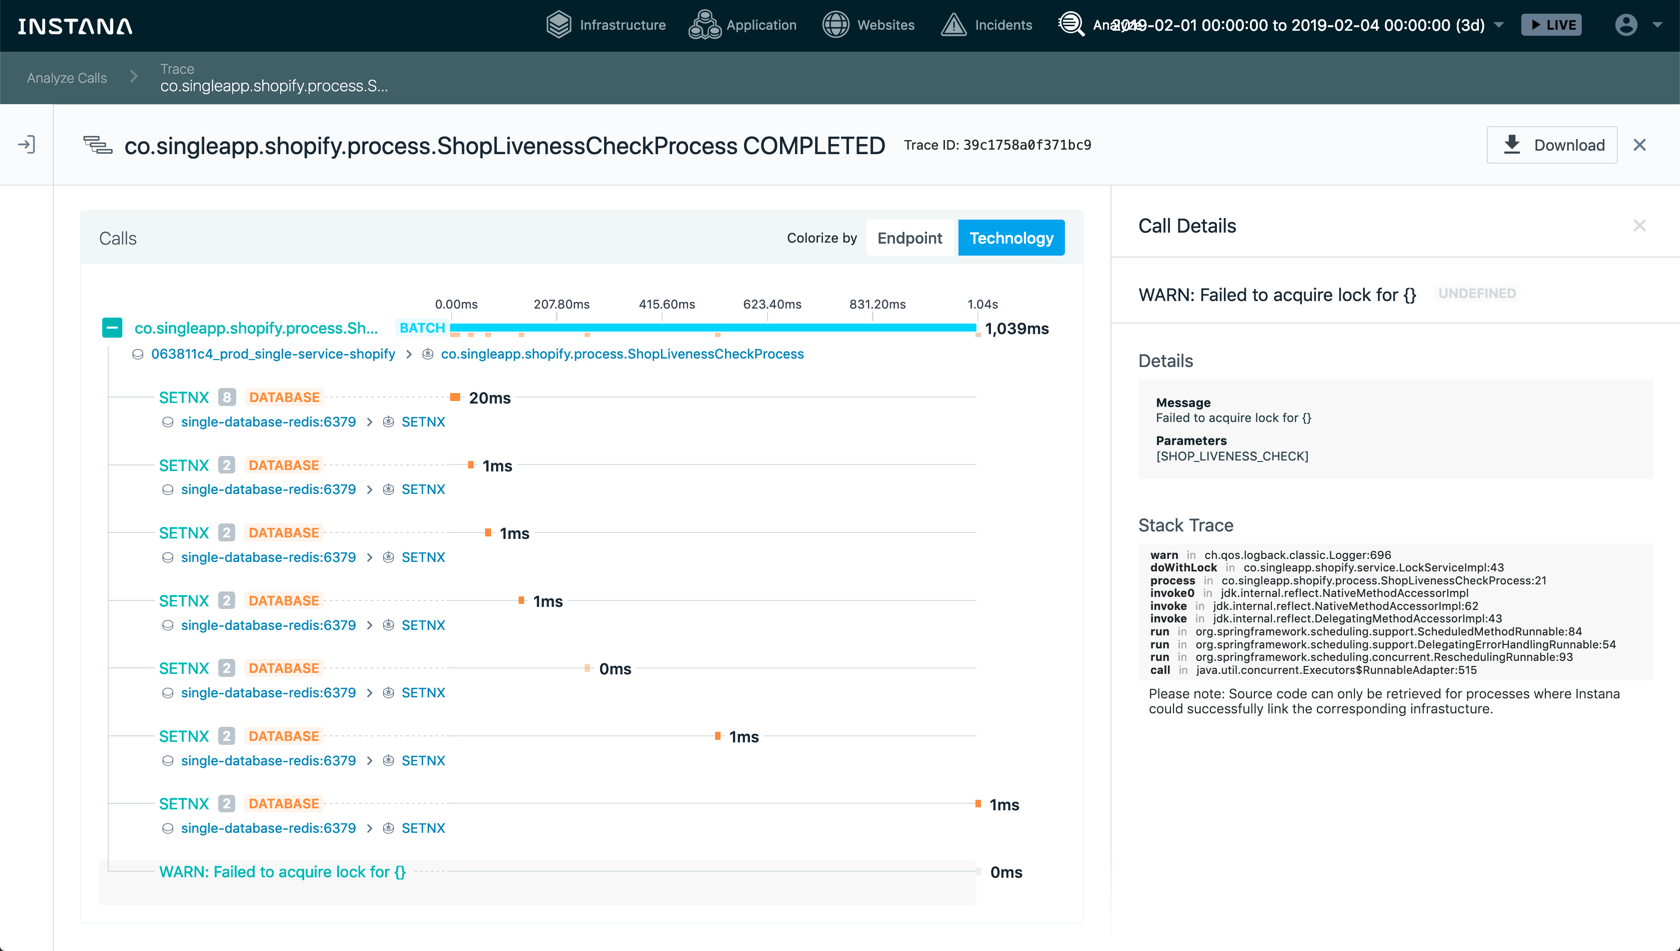 INSTANA
Infrastructure
Application
Websites
Incidents
Analyze
2019-02-01 00:00:00 to 2019-02-04 00:00:00 (3d)
LIVE
Analyze Calls
Trace
co.singleapp.shopify.process.S...
co.singleapp.shopify.process.ShopLivenessCheckProcess COMPLETED
Trace ID: 39c1758a0f371bc9
Download
Calls
Colorize by
Endpoint
Technology
0.00ms 207.80ms 415.60ms 623.40ms 831.20ms 1.04s
co.singleapp.shopify.process.Sh... BATCH 1,039ms
063811c4_prod_single-service-shopify > co.singleapp.shopify.process.ShopLivenessCheckProcess
SETNX 8 DATABASE 20ms
single-database-redis:6379 > SETNX
SETNX 2 DATABASE 1ms
single-database-redis:6379 > SETNX
SETNX 2 DATABASE 1ms
single-database-redis:6379 > SETNX
SETNX 2 DATABASE 1ms
single-database-redis:6379 > SETNX
SETNX 2 DATABASE 0ms
single-database-redis:6379 > SETNX
SETNX 2 DATABASE 1ms
single-database-redis:6379 > SETNX
SETNX 2 DATABASE 1ms
single-database-redis:6379 > SETNX
WARN: Failed to acquire lock for {} 0ms
Call Details
WARN: Failed to acquire lock for {} UNDEFINED
Details
Message
Failed to acquire lock for {}
Parameters
[SHOP_LIVENESS_CHECK]
Stack Trace
warn in ch.qos.logback.classic.Logger:696
doWithLock in co.singleapp.shopify.service.LockServiceImpl:43
process in co.singleapp.shopify.process.ShopLivenessCheckProcess:21
invoke0 in jdk.internal.reflect.NativeMethodAccessorImpl
invoke in jdk.internal.reflect.NativeMethodAccessorImpl:62
invoke in jdk.internal.reflect.DelegatingMethodAccessorImpl:43
run in org.springframework.scheduling.support.ScheduledMethodRunnable:84
run in org.springframework.scheduling.support.DelegatingErrorHandlingRunnable:54
run in org.springframework.scheduling.concurrent.ReschedulingRunnable:93
call in java.util.concurrent.Executors$RunnableAdapter:515
Please note: Source code can only be retrieved for processes where Instana
could successfully link the corresponding infrastucture.